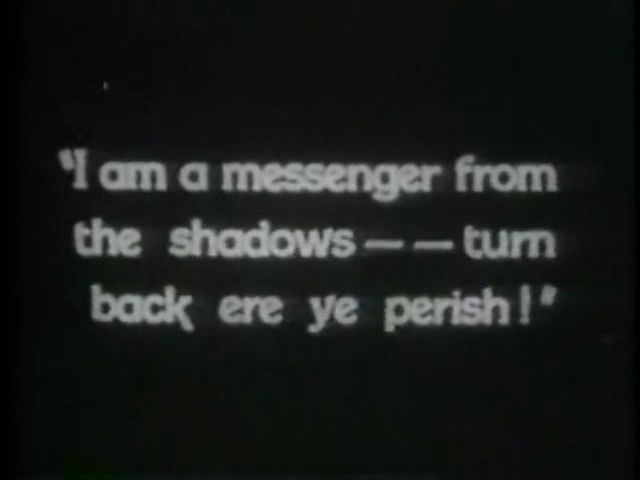 "I am a messenger from
the shadows — — turn
back ere ye perish!"